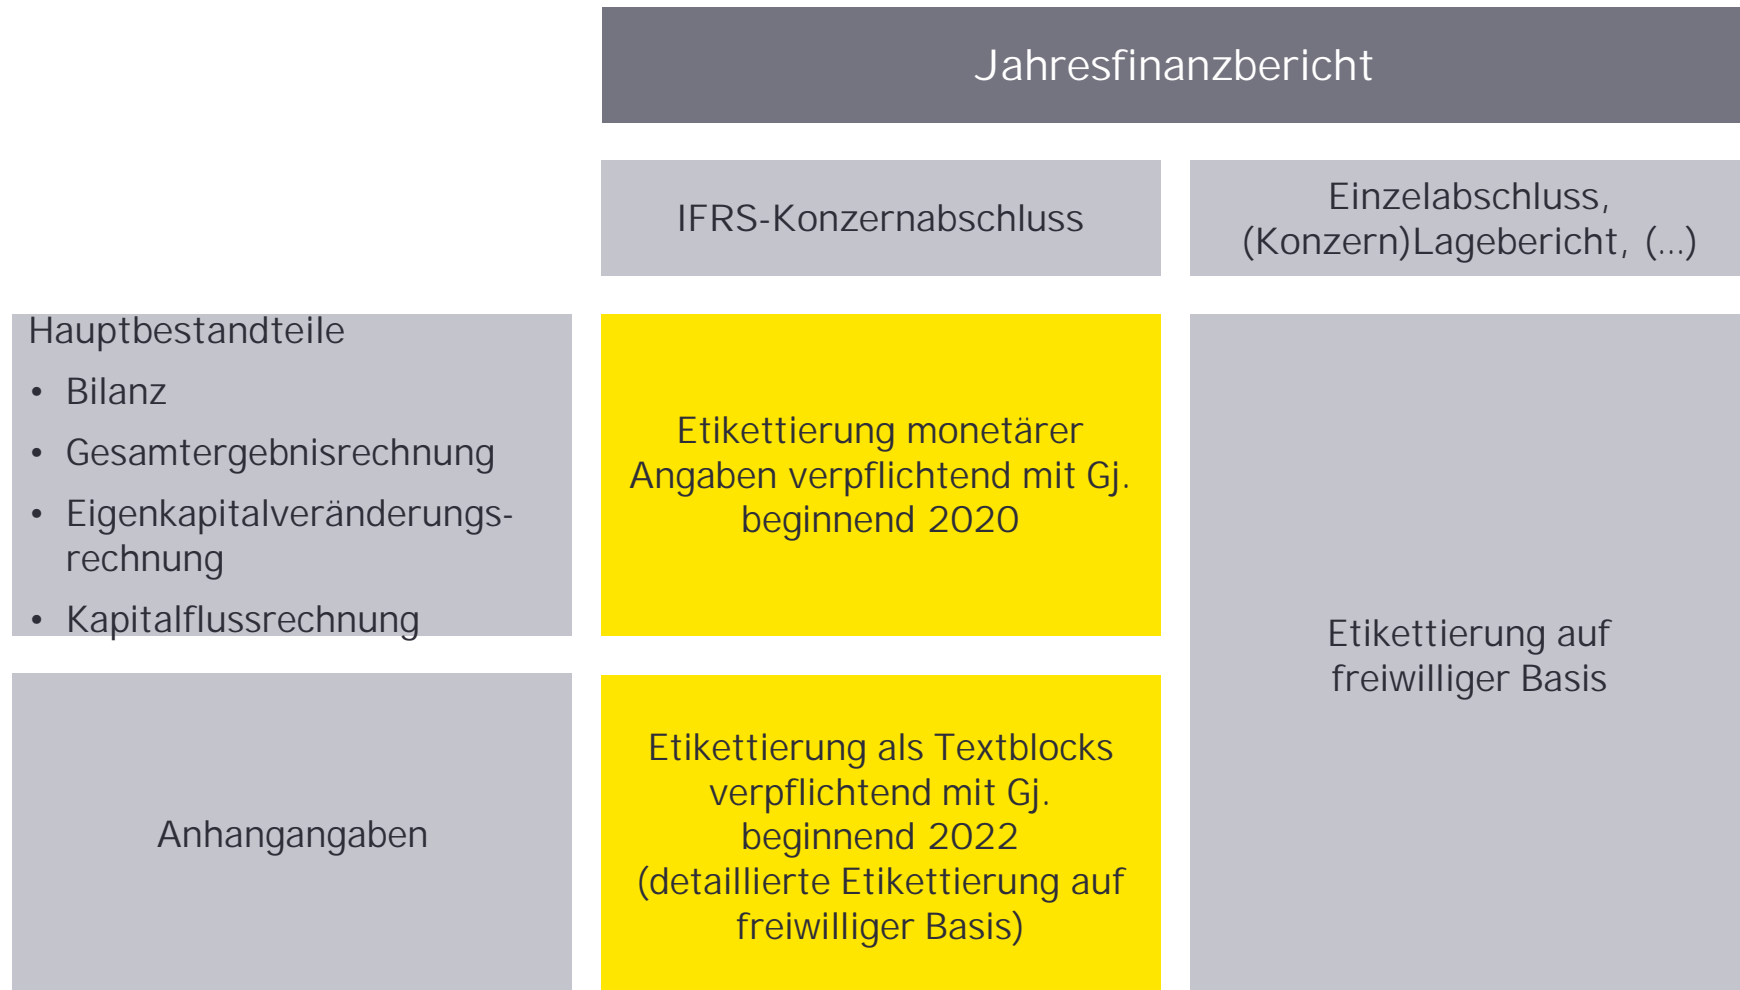 Jahresfinanzbericht
IFRS-Konzernabschluss
Einzelabschluss,
(Konzern)Lagebericht, (...)
Hauptbestandteile
• Bilanz
• Gesamtergebnisrechnung
• Eigenkapitalveränderungs-
rechnung
• Kapitalflussrechnung
Etikettierung monetärer
Angaben verpflichtend mit Gj.
beginnend 2020
Etikettierung auf
freiwilliger Basis
Anhangangaben
Etikettierung als Textblocks
verpflichtend mit Gj.
beginnend 2022
(detaillierte Etikettierung auf
freiwilliger Basis)